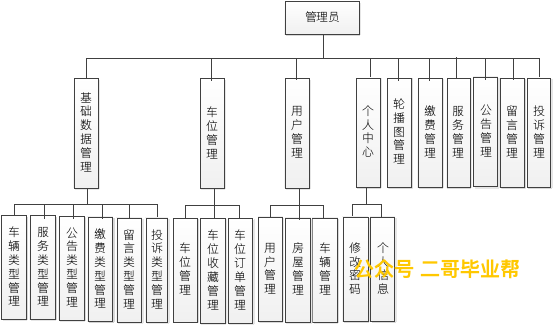 管理员
基础数据管理
车位管理
用户管理
个人中心
轮播图管理
缴费管理
服务管理
公告管理
留言管理
投诉管理
车辆类型管理
服务类型管理
公告类型管理
缴费类型管理
留言类型管理
投诉类型管理
车位管理
车位收藏管理
车位订单管理
用户管理
房屋管理
车辆管理
修改密码
个人信息
公众号 二哥毕业帮